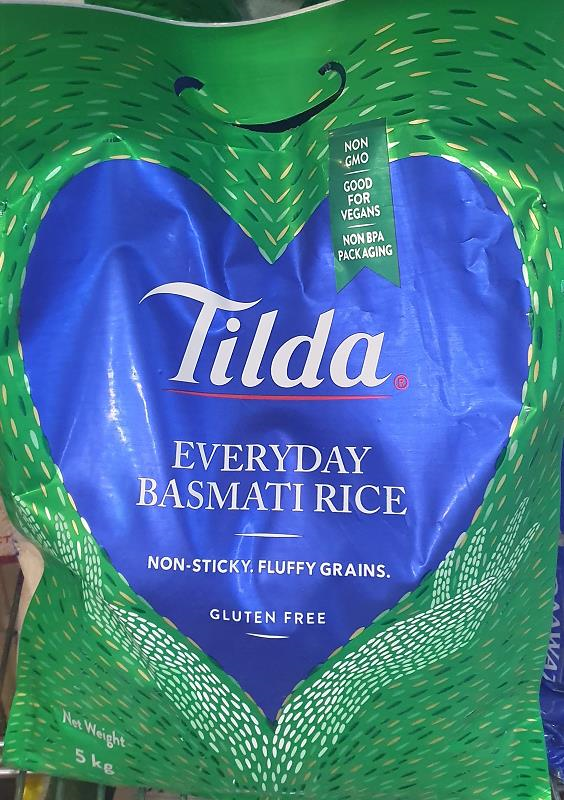 NON
GMO
GOOD
FOR
VEGANS
NON BPA
PACKAGING
Tilda®
EVERYDAY
BASMATI RICE
NON-STICKY. FLUFFY GRAINS.
GLUTEN FREE
Net Weight
5 kg